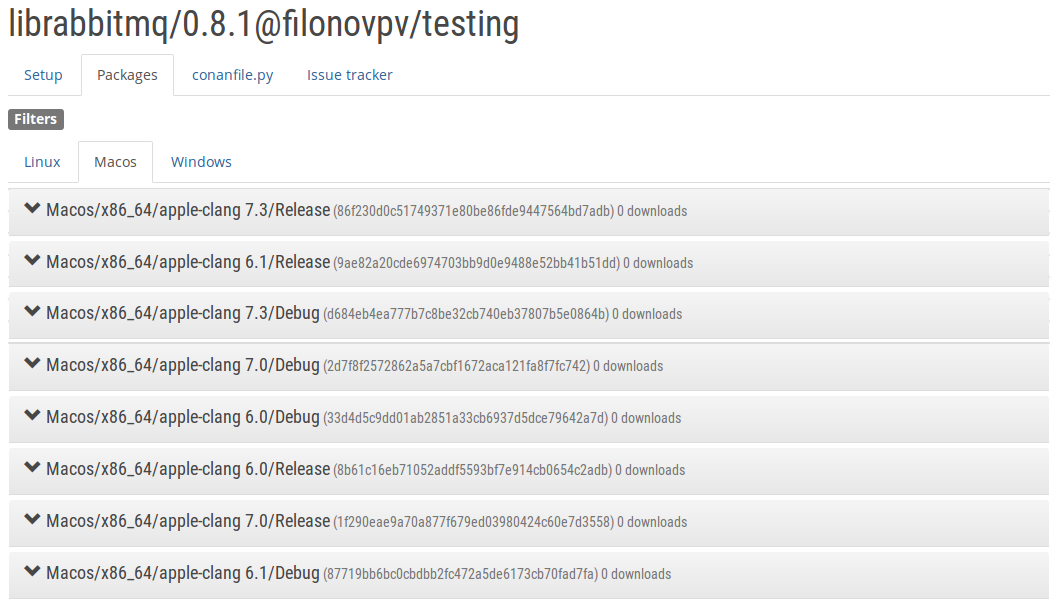 librabbitmq/0.8.1@filonovpv/testing
Setup Packages conanfile.py Issue tracker
Filters
Linux Macos Windows
Macos/x86_64/apple-clang 7.3/Release (86f230d0c51749371e80be86fde9447564bd7adb) 0 downloads
Macos/x86_64/apple-clang 6.1/Release (9ae82a20cde6974703bb9d0e9488e52bb41b51dd) 0 downloads
Macos/x86_64/apple-clang 7.3/Debug (d684eb4ea777b7c8be32cb740eb37807b5e0864b) 0 downloads
Macos/x86_64/apple-clang 7.0/Debug (2d7f8f2572862a5a7cbf1672aca121fa8f7fc742) 0 downloads
Macos/x86_64/apple-clang 6.0/Debug (33d4d5c9dd01ab2851a33cb6937d5dce79642a7d) 0 downloads
Macos/x86_64/apple-clang 6.0/Release (8b61c16eb71052addf5593bf7e914cb0654c2adb) 0 downloads
Macos/x86_64/apple-clang 7.0/Release (1f290eae9a70a877f679ed03980424c60e7d3558) 0 downloads
Macos/x86_64/apple-clang 6.1/Debug (87719bb6bc0cbdbb2fc472a5de6173cb70fad7fa) 0 downloads